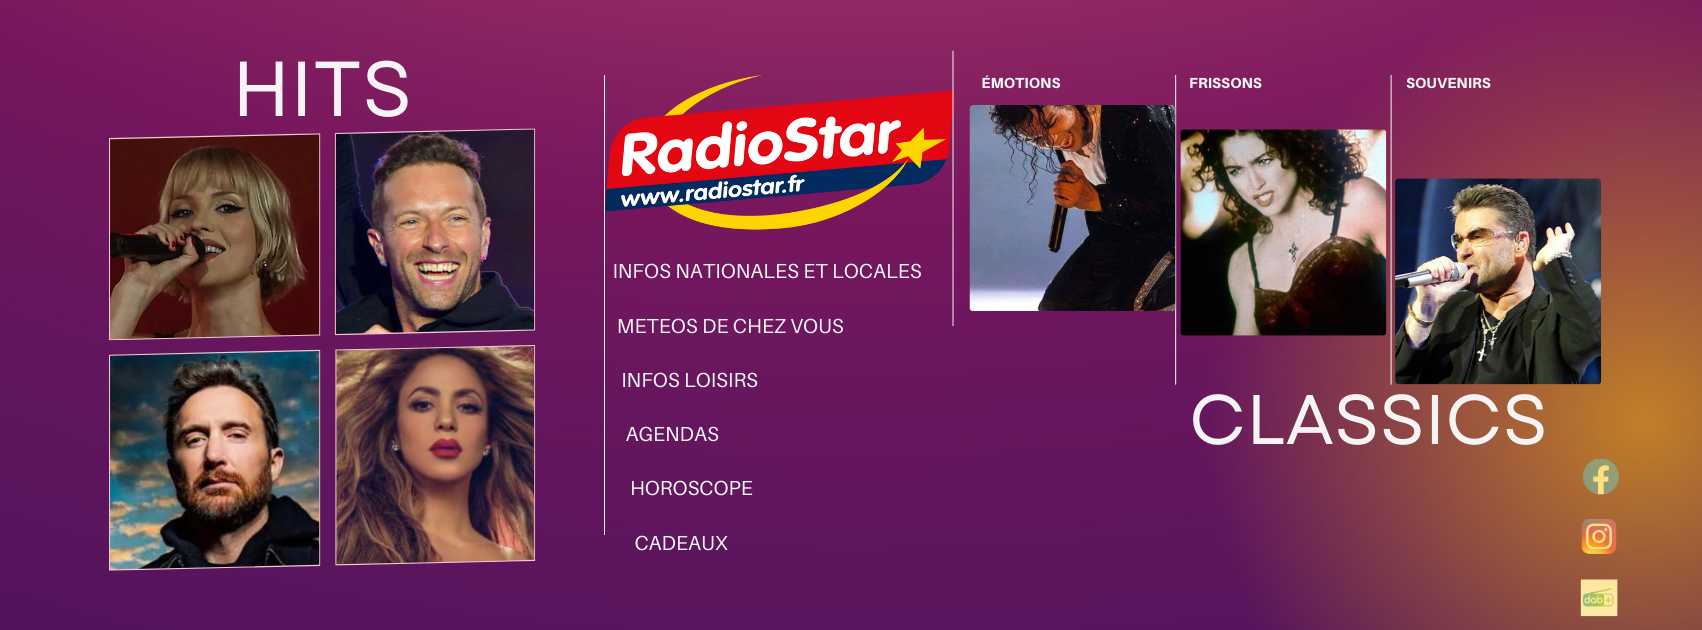 HITS
RadioStar
www.radiostar.fr
INFOS NATIONALES ET LOCALES
METEOS DE CHEZ VOUS
INFOS LOISIRS
AGENDAS
HOROSCOPE
CADEAUX
ÉMOTIONS
FRISSONS
SOUVENIRS
CLASSICS
dab+